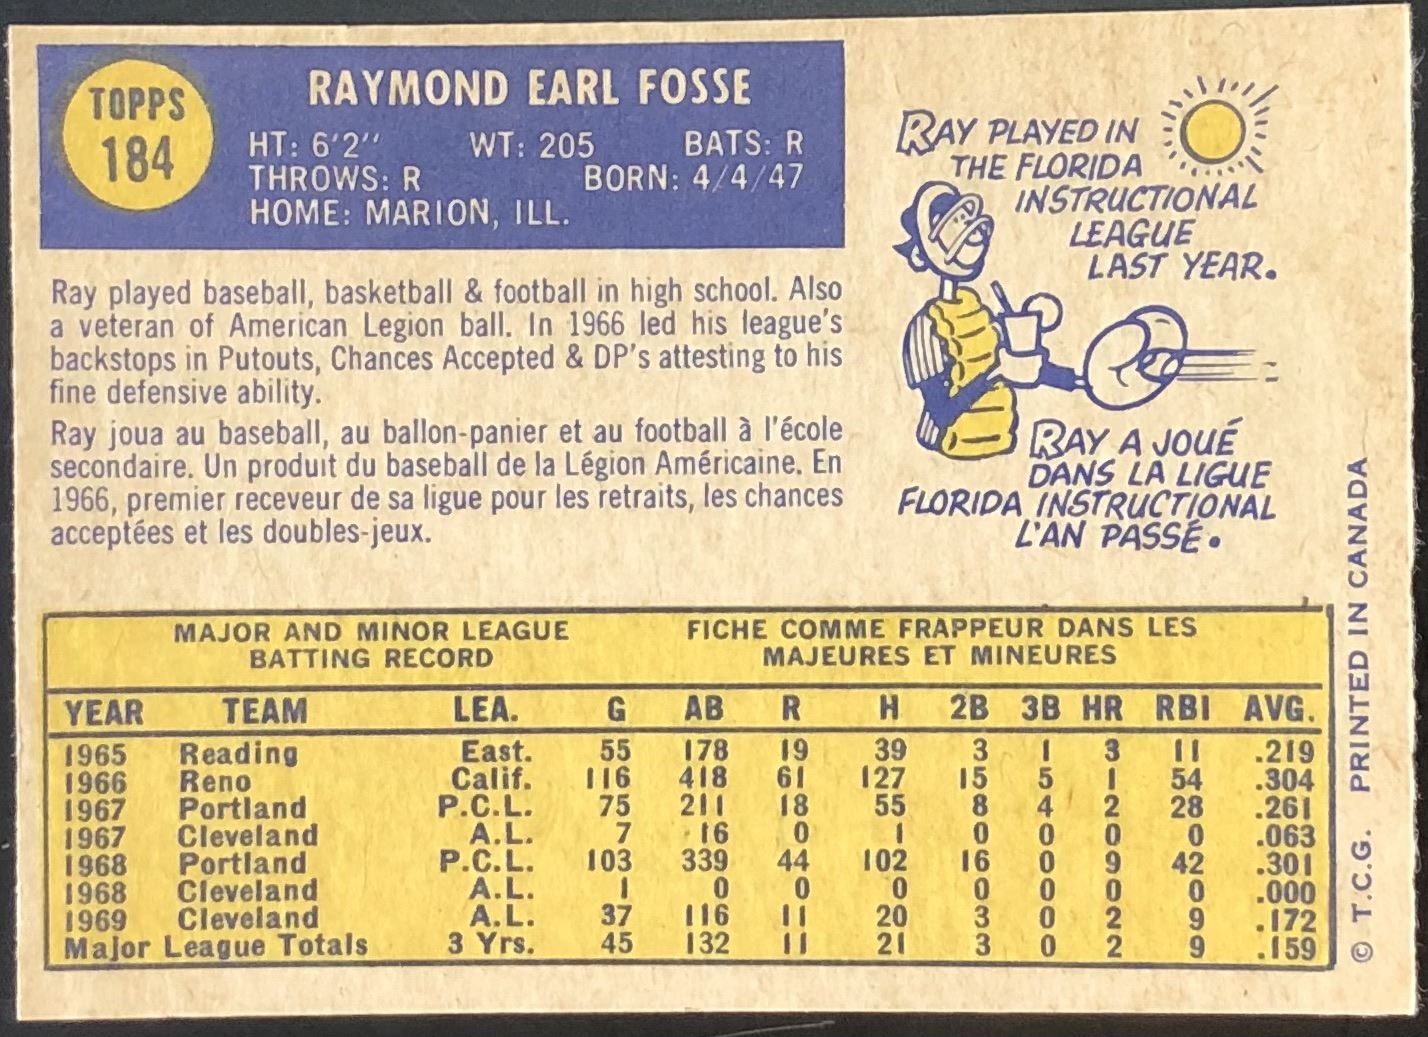 TOPPS
184
RAYMOND EARL FOSSE
HT: 6'2" WT: 205 BATS: R
THROWS: R BORN: 4/4/47
HOME: MARION, ILL.
Ray played baseball, basketball & football in high school. Also
a veteran of American Legion ball. In 1966 led his league's
backstops in Putouts, Chances Accepted & DP's attesting to his
fine defensive ability.
Ray joua au baseball, au ballon-panier et au football à l'école
secondaire. Un produit du baseball de la Légion Américaine. En
1966, premier receveur de sa ligue pour les retraits, les chances
acceptées et les doubles-jeux.
RAY PLAYED IN
THE FLORIDA
INSTRUCTIONAL
LEAGUE
LAST YEAR.
RAY A JOUÉ
DANS LA LIGUE
FLORIDA INSTRUCTIONAL
L'AN PASSÉ.
MAJOR AND MINOR LEAGUE
BATTING RECORD
FICHE COMME FRAPPEUR DANS LES
MAJEURES ET MINEURES
YEAR TEAM LEA. G AB R H 2B 3B HR RBI AVG.
1965 Reading East. 55 178 19 39 3 1 3 11 .219
1966 Reno Calif. 116 418 61 127 15 5 1 54 .304
1967 Portland P.C.L. 75 211 18 55 8 4 2 28 .261
1967 Cleveland A.L. 7 16 0 1 0 0 0 0 .063
1968 Portland P.C.L. 103 339 44 102 16 0 9 42 .301
1968 Cleveland A.L. 1 0 0 0 0 0 0 0 .000
1969 Cleveland A.L. 37 116 11 20 3 0 2 9 .172
Major League Totals 3 Yrs. 45 132 11 21 3 0 2 9 .159
© T.C.G. PRINTED IN CANADA